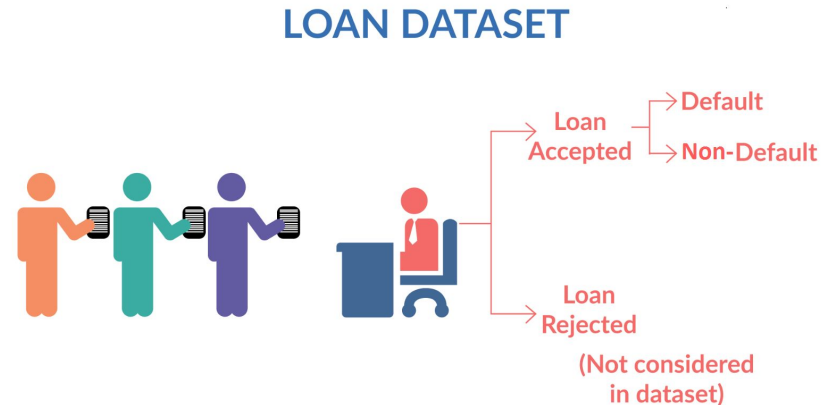 LOAN DATASET
Loan
Accepted
Default
Non-Default
Loan
Rejected
(Not considered
in dataset)